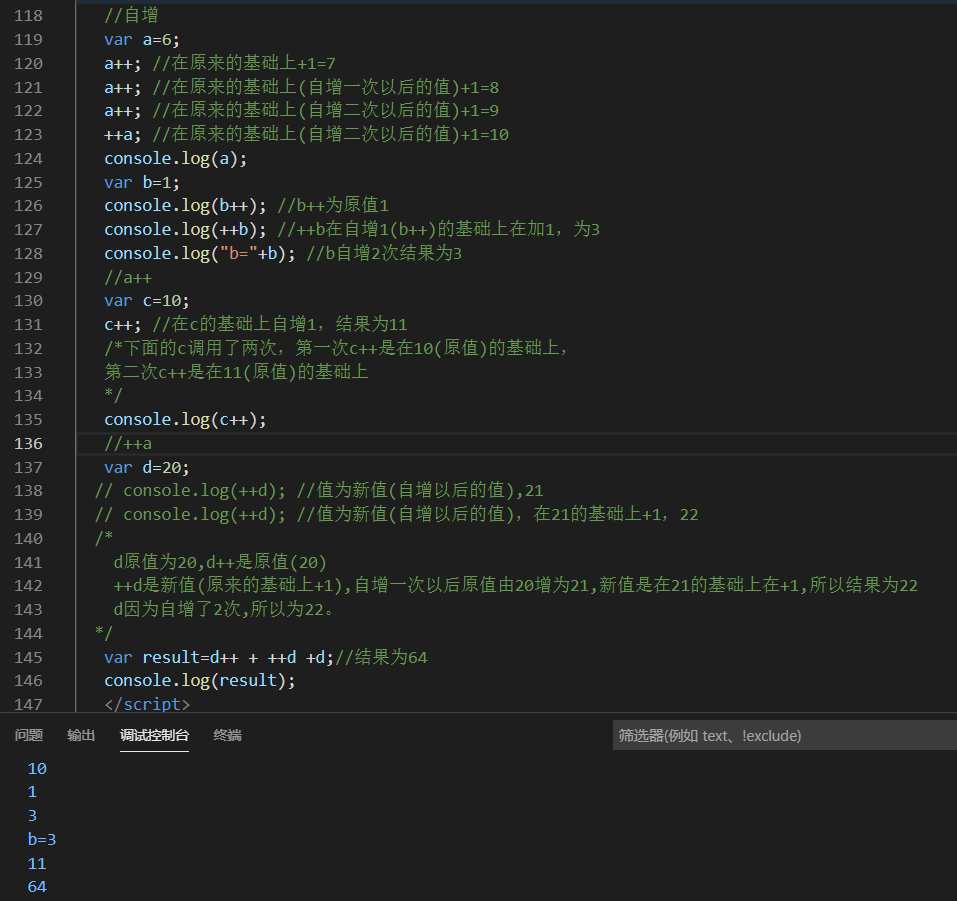 118 //自增
119 var a=6;
120 a++; //在原来的基础上+1=7
121 a++; //在原来的基础上(自增一次以后的值)+1=8
122 a++; //在原来的基础上(自增二次以后的值)+1=9
123 ++a; //在原来的基础上(自增二次以后的值)+1=10
124 console.log(a);
125 var b=1;
126 console.log(b++); //b++为原值1
127 console.log(++b); //++b在自增1(b++)的基础上在加1，为3
128 console.log("b="+b); //b自增2次结果为3
129 //a++
130 var c=10;
131 c++; //在c的基础上自增1，结果为11
132 /*下面的c调用了两次，第一次c++是在10(原值)的基础上，
133 第二次c++是在11(原值)的基础上
134 */
135 console.log(c++);
136 //++a
137 var d=20;
138 // console.log(++d); //值为新值(自增以后的值),21
139 // console.log(++d); //值为新值(自增以后的值)，在21的基础上+1，22
140 /*
141 d原值为20,d++是原值(20)
142 ++d是新值(原来的基础上+1),自增一次以后原值由20增为21,新值是在21的基础上在+1,所以结果为22
143 d因为自增了2次,所以为22。
144 */
145 var result=d++ + ++d +d;//结果为64
146 console.log(result);
147 </script>
问题 输出 调试控制台 终端 筛选器(例如 text、!exclude)
10
1
3
b=3
11
64